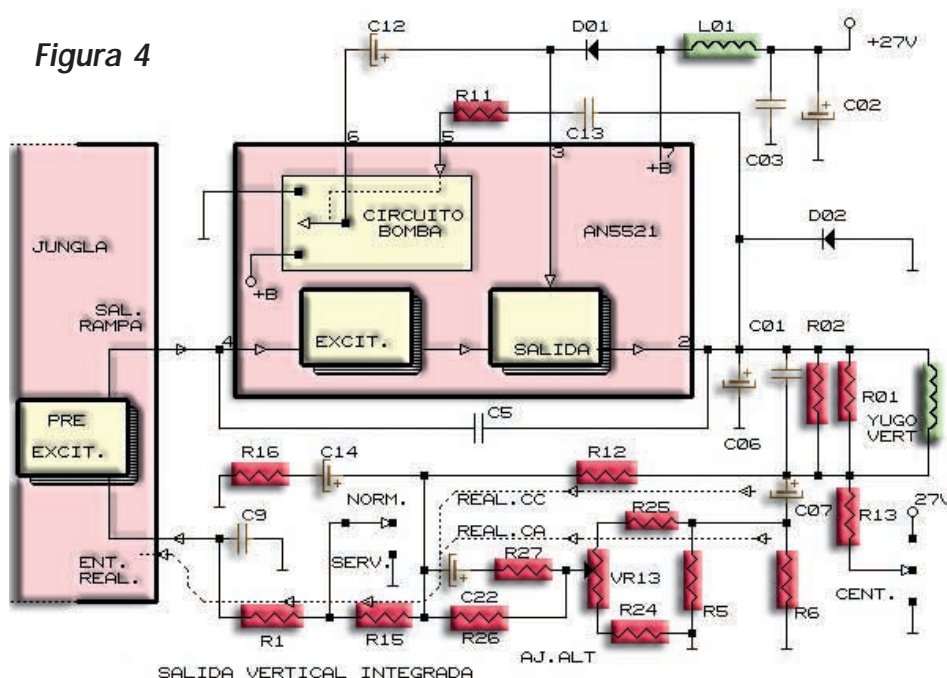 Figura 4
C12
D01
L01
+27V
R11
C13
C03
C02
6
5
3
7
+B
CIRCUITO
BOMBA
AN5521
JUNGLA
+B
D02
SAL.
RAMPA
C01
R02
4
EXCIT.
SALIDA
2
R01
PRE
EXCIT.
C5
C06
YUGO
VERT
R16
C14
R12
NORM.
REAL.CC
C07
27V
C9
R25
R13
REAL.CA
ENT.
REAL.
SERV.
R27
VR13
CENT.
C22
R5
R6
R24
R1
R15
R26
AJ.ALT
SALIDA VERTICAL INTEGRADA